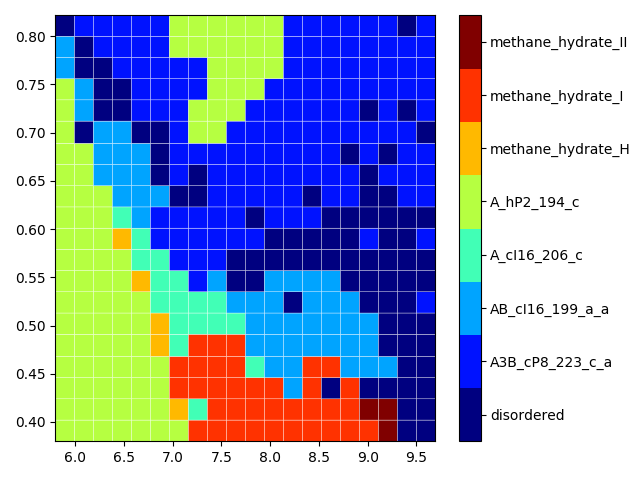 0.80
0.75
0.70
0.65
0.60
0.55
0.50
0.45
0.40
6.0 6.5 7.0 7.5 8.0 8.5 9.0 9.5
methane_hydrate_II
methane_hydrate_I
methane_hydrate_H
A_hP2_194_c
A_cI16_206_c
AB_cI16_199_a_a
A3B_cP8_223_c_a
disordered